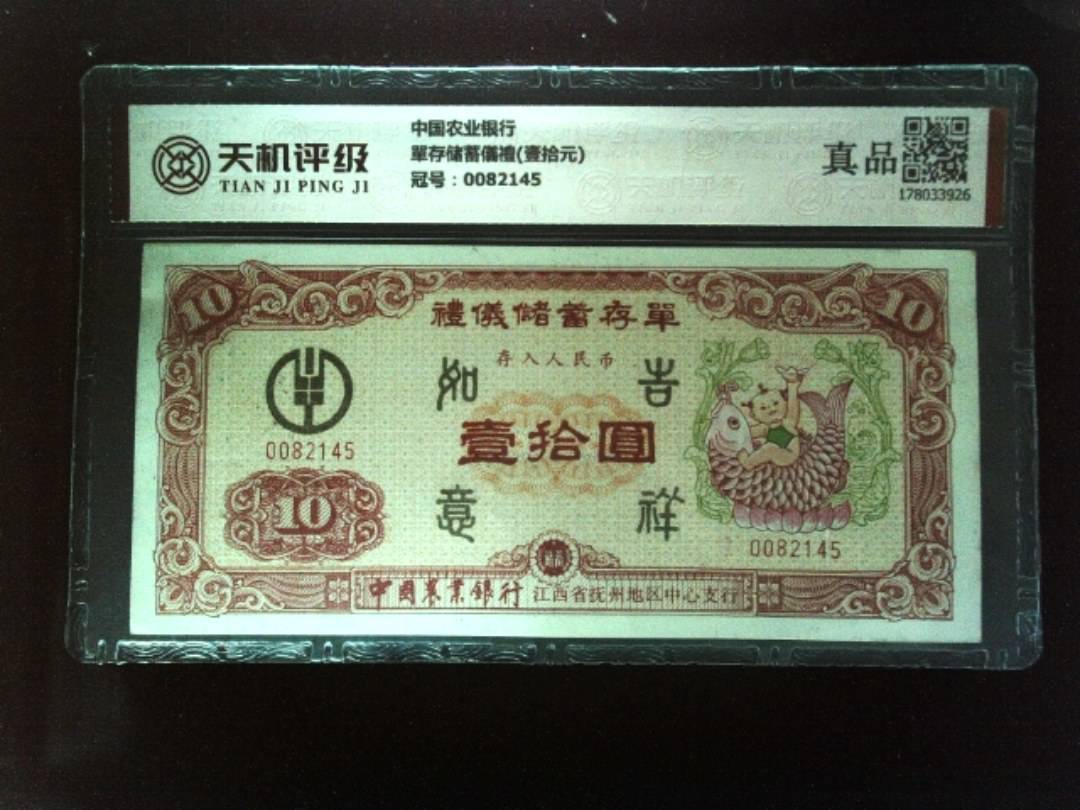 天机评级
TIAN JI PING JI
中国农业银行
單存储蓄儀禮(壹拾元)
冠号：0082145
真品
178033926
10
10
禮儀儲蓄存單
存入人民币
如
吉
壹拾圓
0082145
10
意
祥
0082145
中國農業銀行 江西省抚州地区中心支行